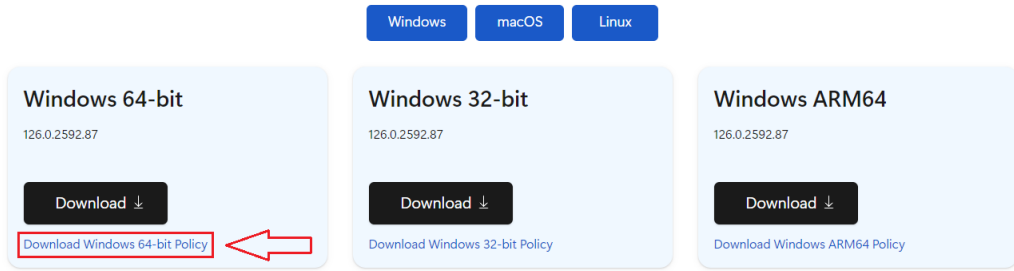 Windows macOS Linux
Windows 64-bit Windows 32-bit Windows ARM64
126.0.2592.87 126.0.2592.87 126.0.2592.87
Download Download Download
Download Windows 64-bit Policy Download Windows 32-bit Policy Download Windows ARM64 Policy